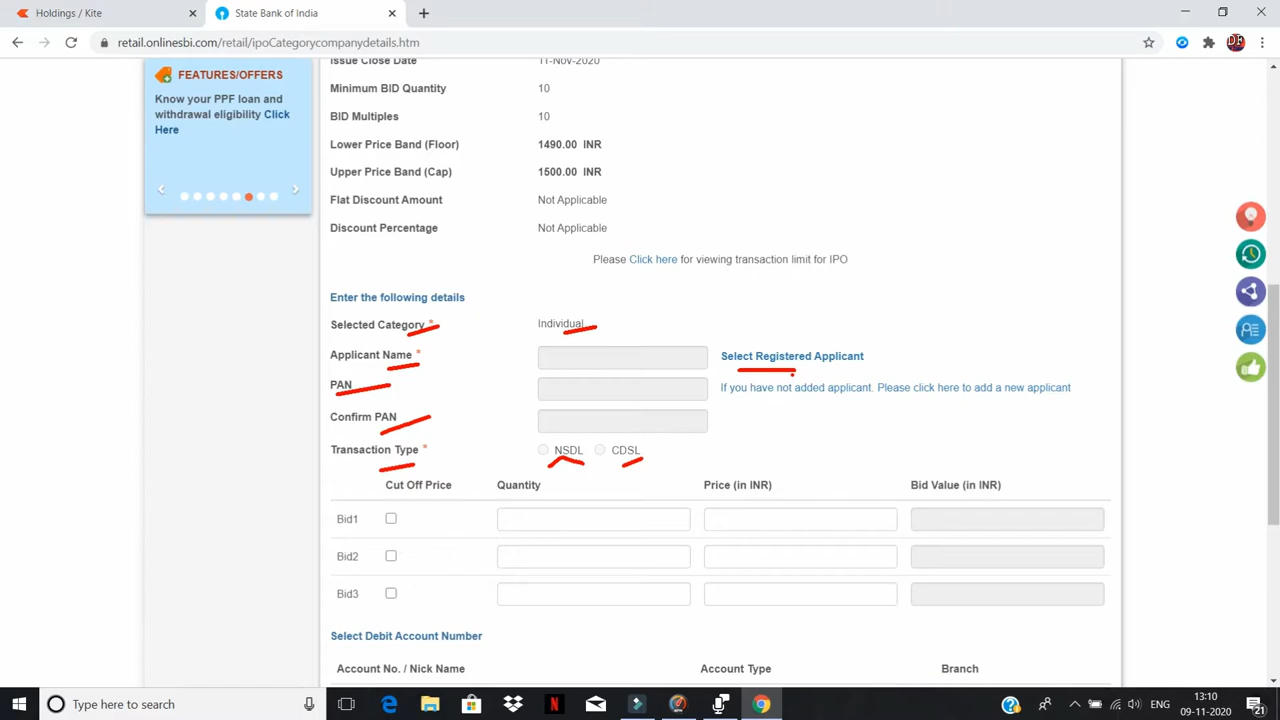 Holdings / Kite
State Bank of India
retail.onlinesbi.com/retail/ipoCategorycompanydetails.htm
FEATURES/OFFERS
Know your PPF loan and
withdrawal eligibility Click
Here
Issue Close Date 11-Nov-2020
Minimum BID Quantity 10
BID Multiples 10
Lower Price Band (Floor) 1490.00 INR
Upper Price Band (Cap) 1500.00 INR
Flat Discount Amount Not Applicable
Discount Percentage Not Applicable
Please Click here for viewing transaction limit for IPO
Enter the following details
Selected Category * Individual
Applicant Name * Select Registered Applicant
PAN If you have not added applicant. Please click here to add a new applicant
Confirm PAN
Transaction Type * NSDL CDSL
Cut Off Price Quantity Price (in INR) Bid Value (in INR)
Bid1
Bid2
Bid3
Select Debit Account Number
Account No. / Nick Name Account Type Branch
Type here to search
ENG
13:10
09-11-2020
21